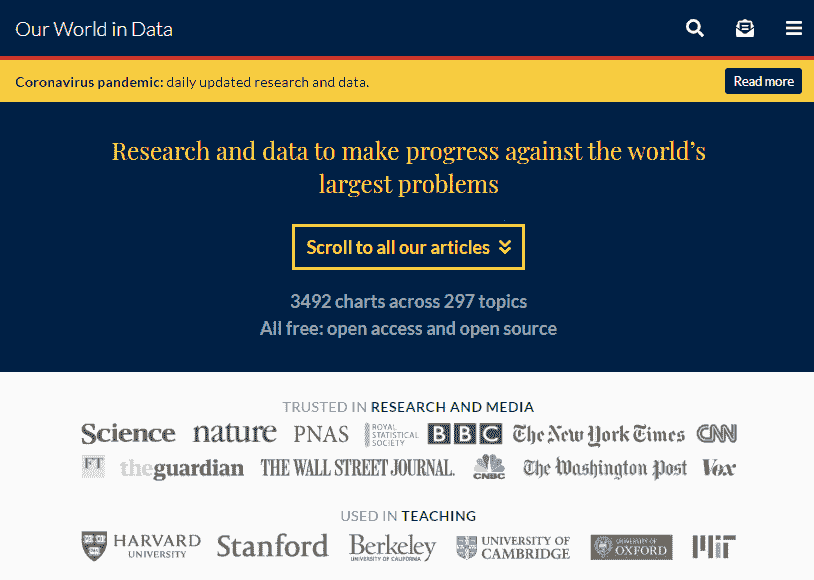 Our World in Data
Coronavirus pandemic: daily updated research and data.
Read more
Research and data to make progress against the world's
largest problems
Scroll to all our articles
3492 charts across 297 topics
All free: open access and open source
TRUSTED IN RESEARCH AND MEDIA
Science nature PNAS ROYAL STATISTICAL SOCIETY BBC The New York Times CNN
FT theguardian THE WALL STREET JOURNAL. CNBC The Washington Post Vox
USED IN TEACHING
HARVARD UNIVERSITY Stanford Berkeley UNIVERSITY OF CALIFORNIA UNIVERSITY OF CAMBRIDGE UNIVERSITY OF OXFORD MIT